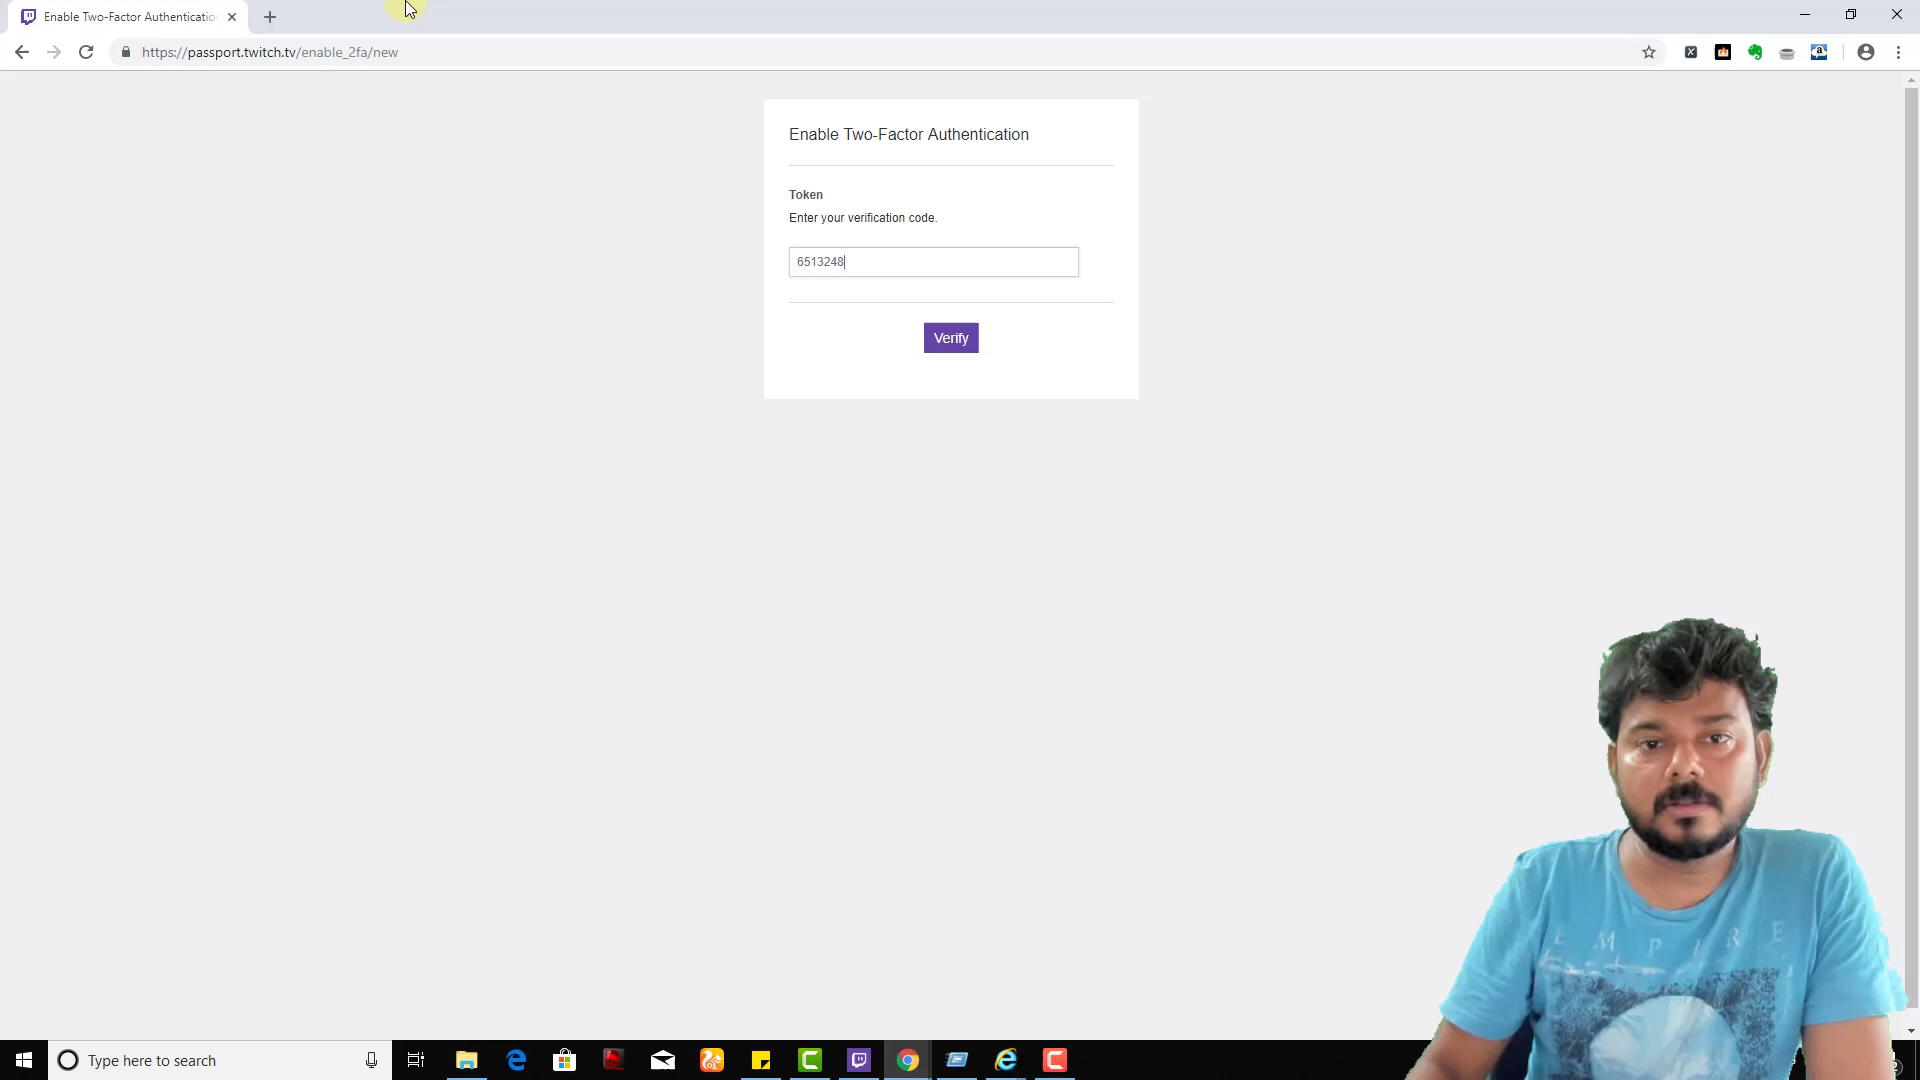 Enable Two-Factor Authenticatio
https://passport.twitch.tv/enable_2fa/new
Enable Two-Factor Authentication
Token
Enter your verification code.
6513248
Verify
EMPIRE
Type here to search